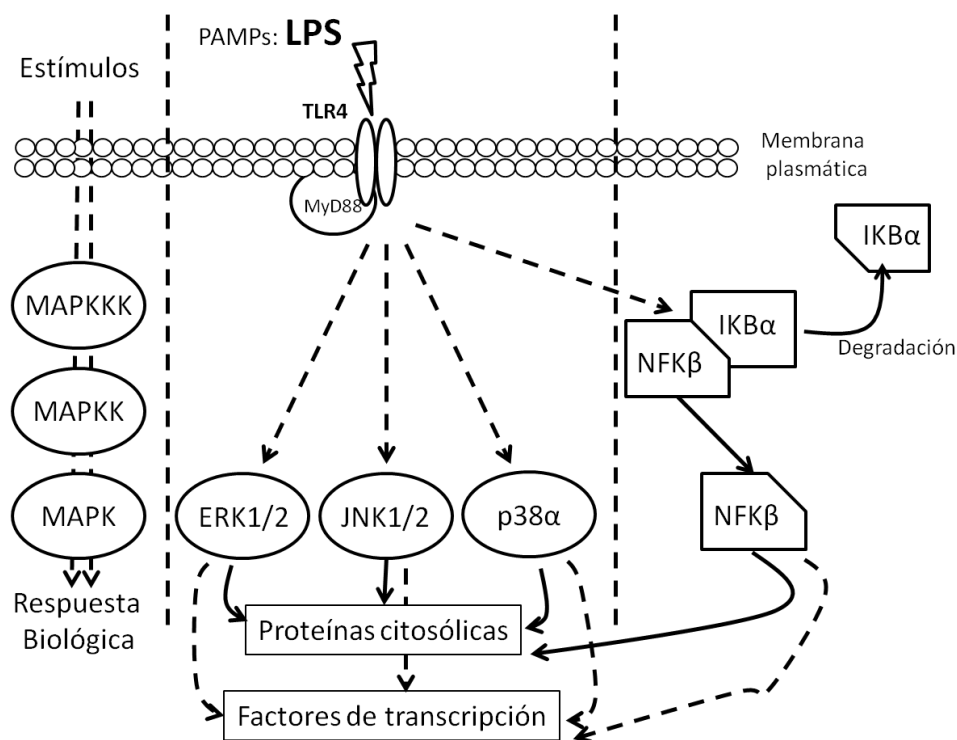 PAMPs: LPS
Estímulos
TLR4
Membrana
plasmática
MyD88
IKBα
MAPKKK
IKBα
NFKβ
Degradación
MAPKK
MAPK
ERK1/2
JNK1/2
p38α
NFKβ
Respuesta
Biológica
Proteínas citosólicas
Factores de transcripción